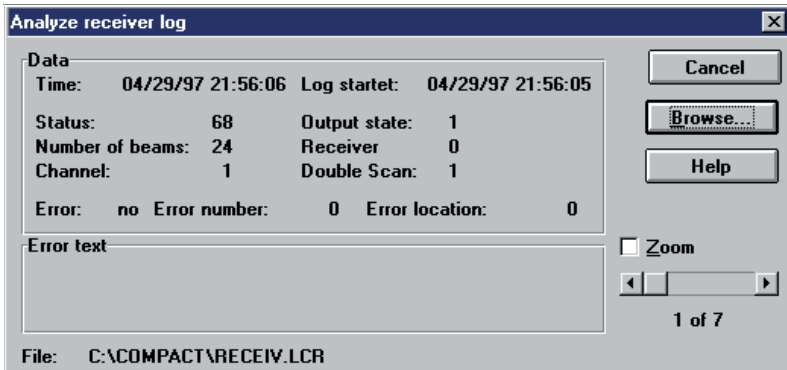 Analyze receiver log
Data
Time: 04/29/97 21:56:06 Log startet: 04/29/97 21:56:05
Status: 68 Output state: 1
Number of beams: 24 Receiver 0
Channel: 1 Double Scan: 1
Error: no Error number: 0 Error location: 0
Error text
File: C:\COMPACT\RECEIV.LCR
Cancel
Browse...
Help
Zoom
1 of 7